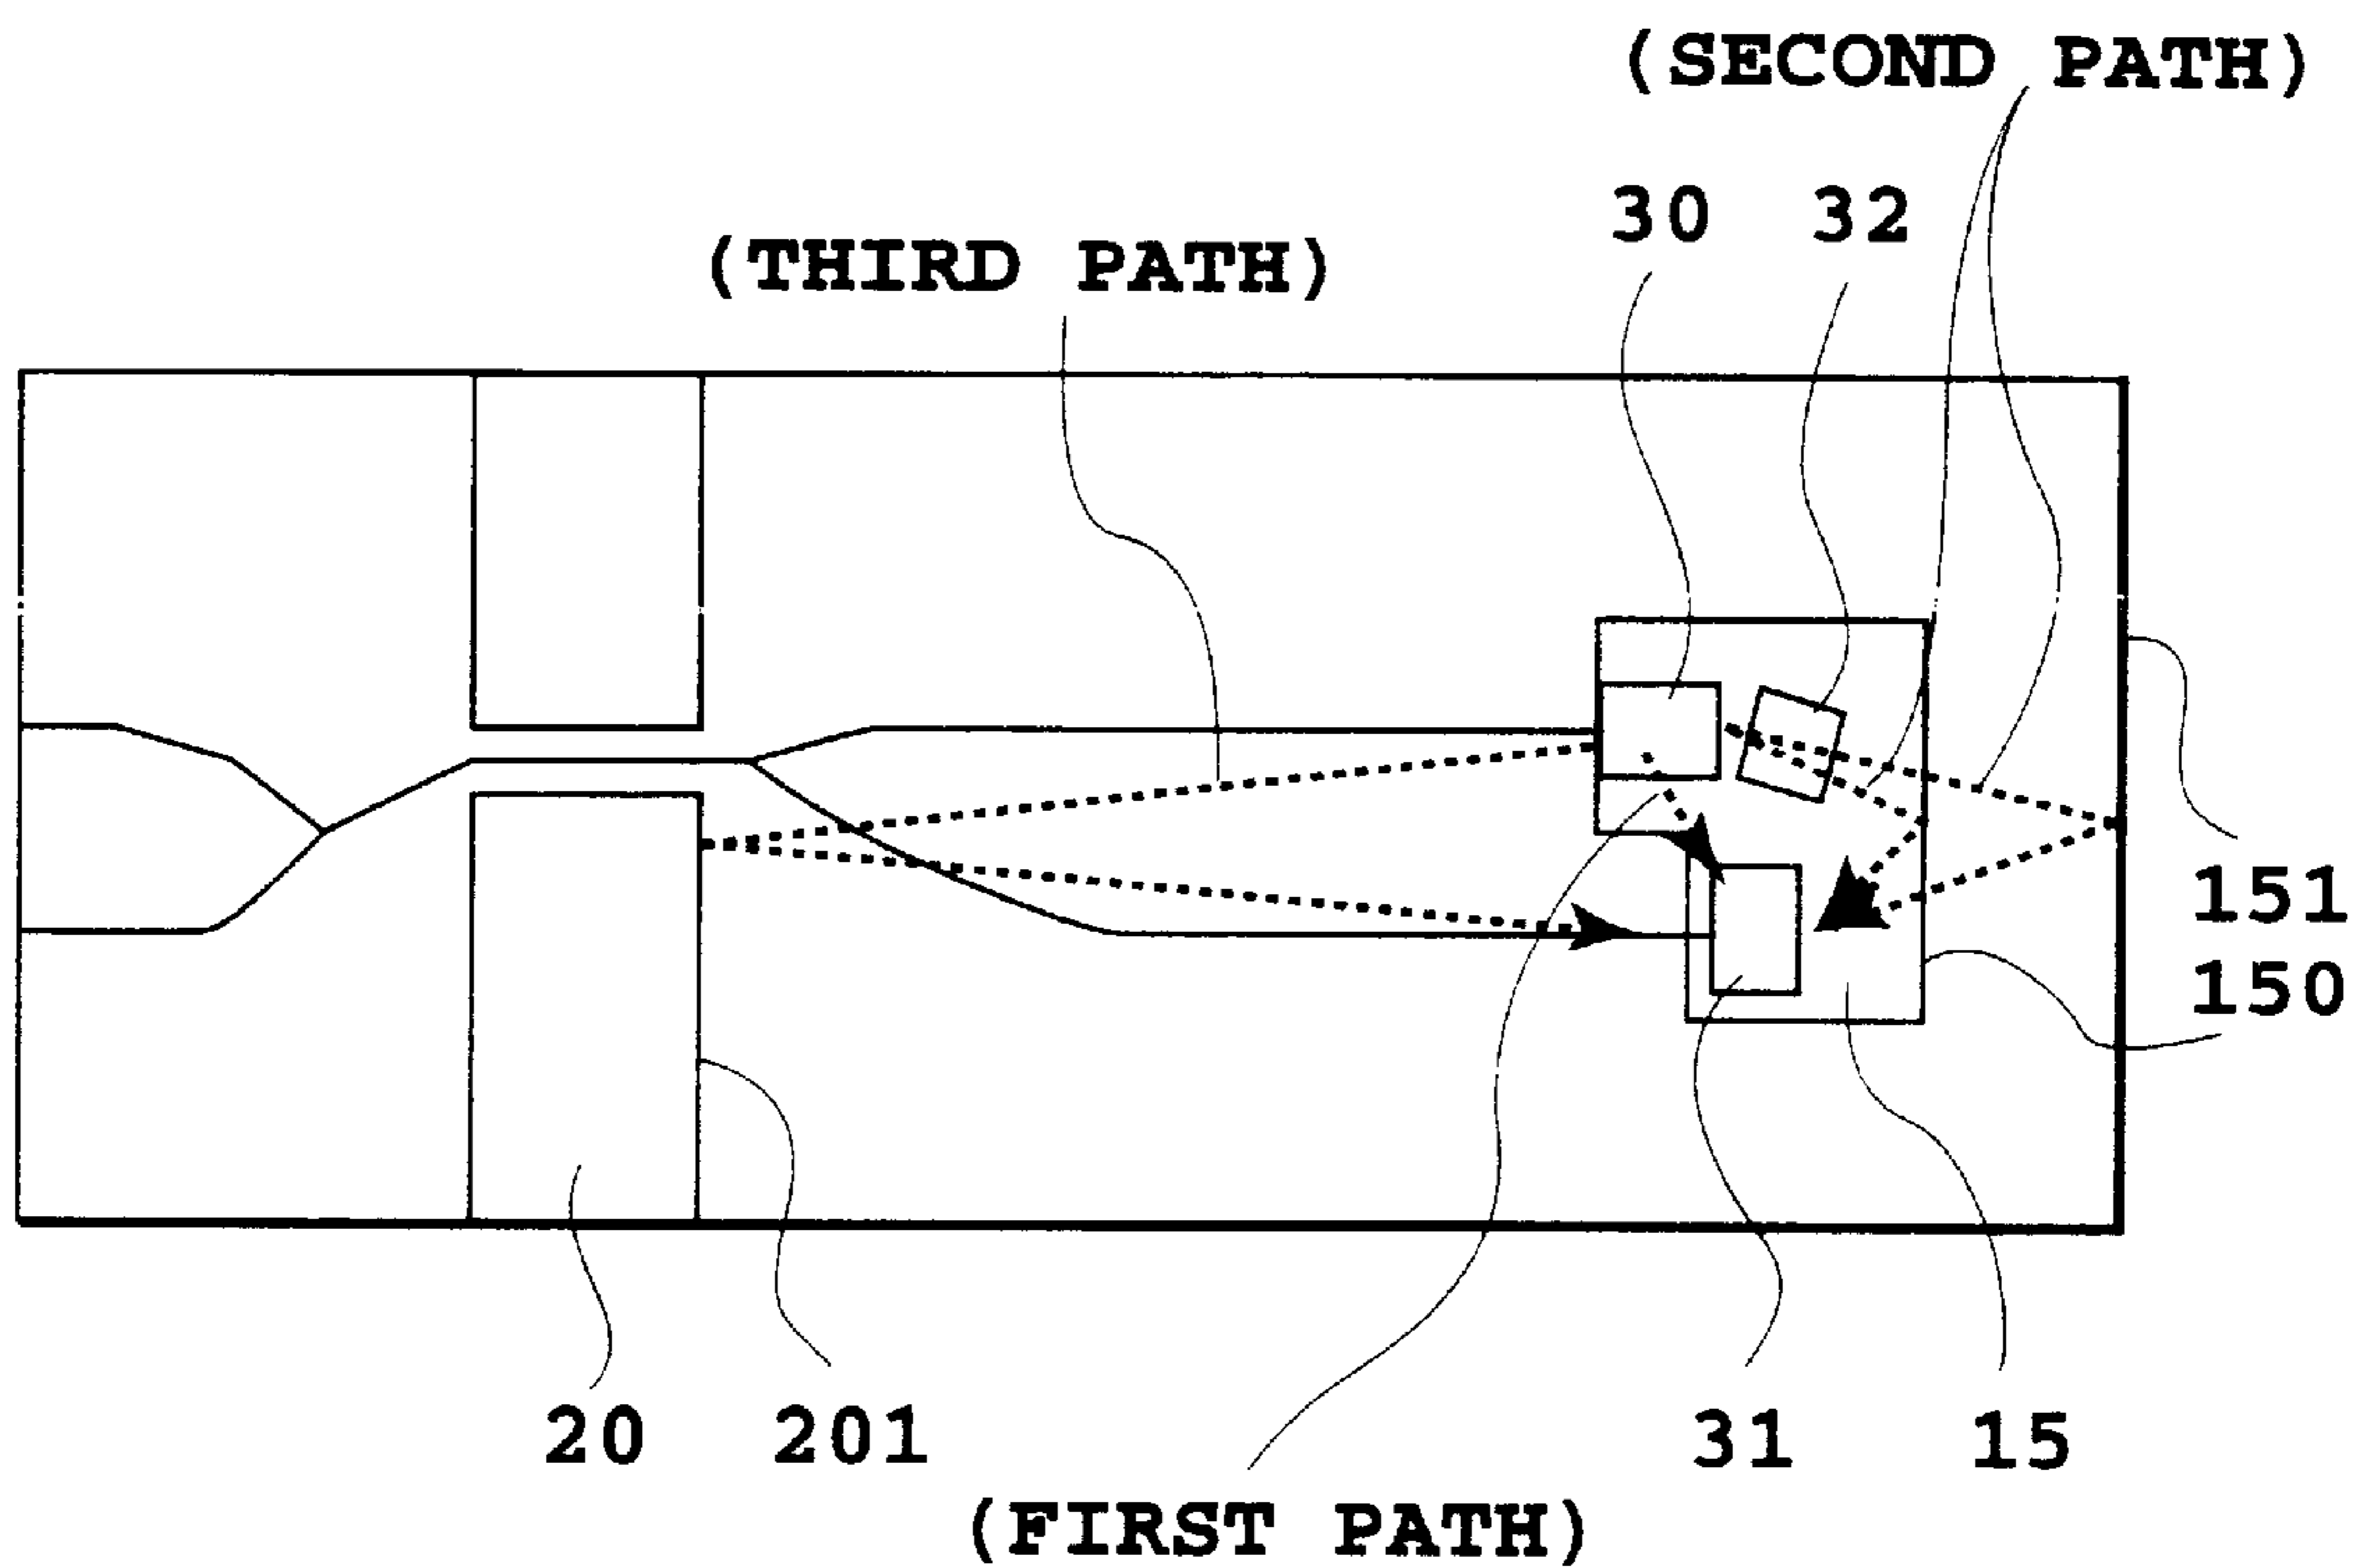 (SECOND PATH)
30 32
(THIRD PATH)
151
150
20 201 31 15
(FIRST PATH)